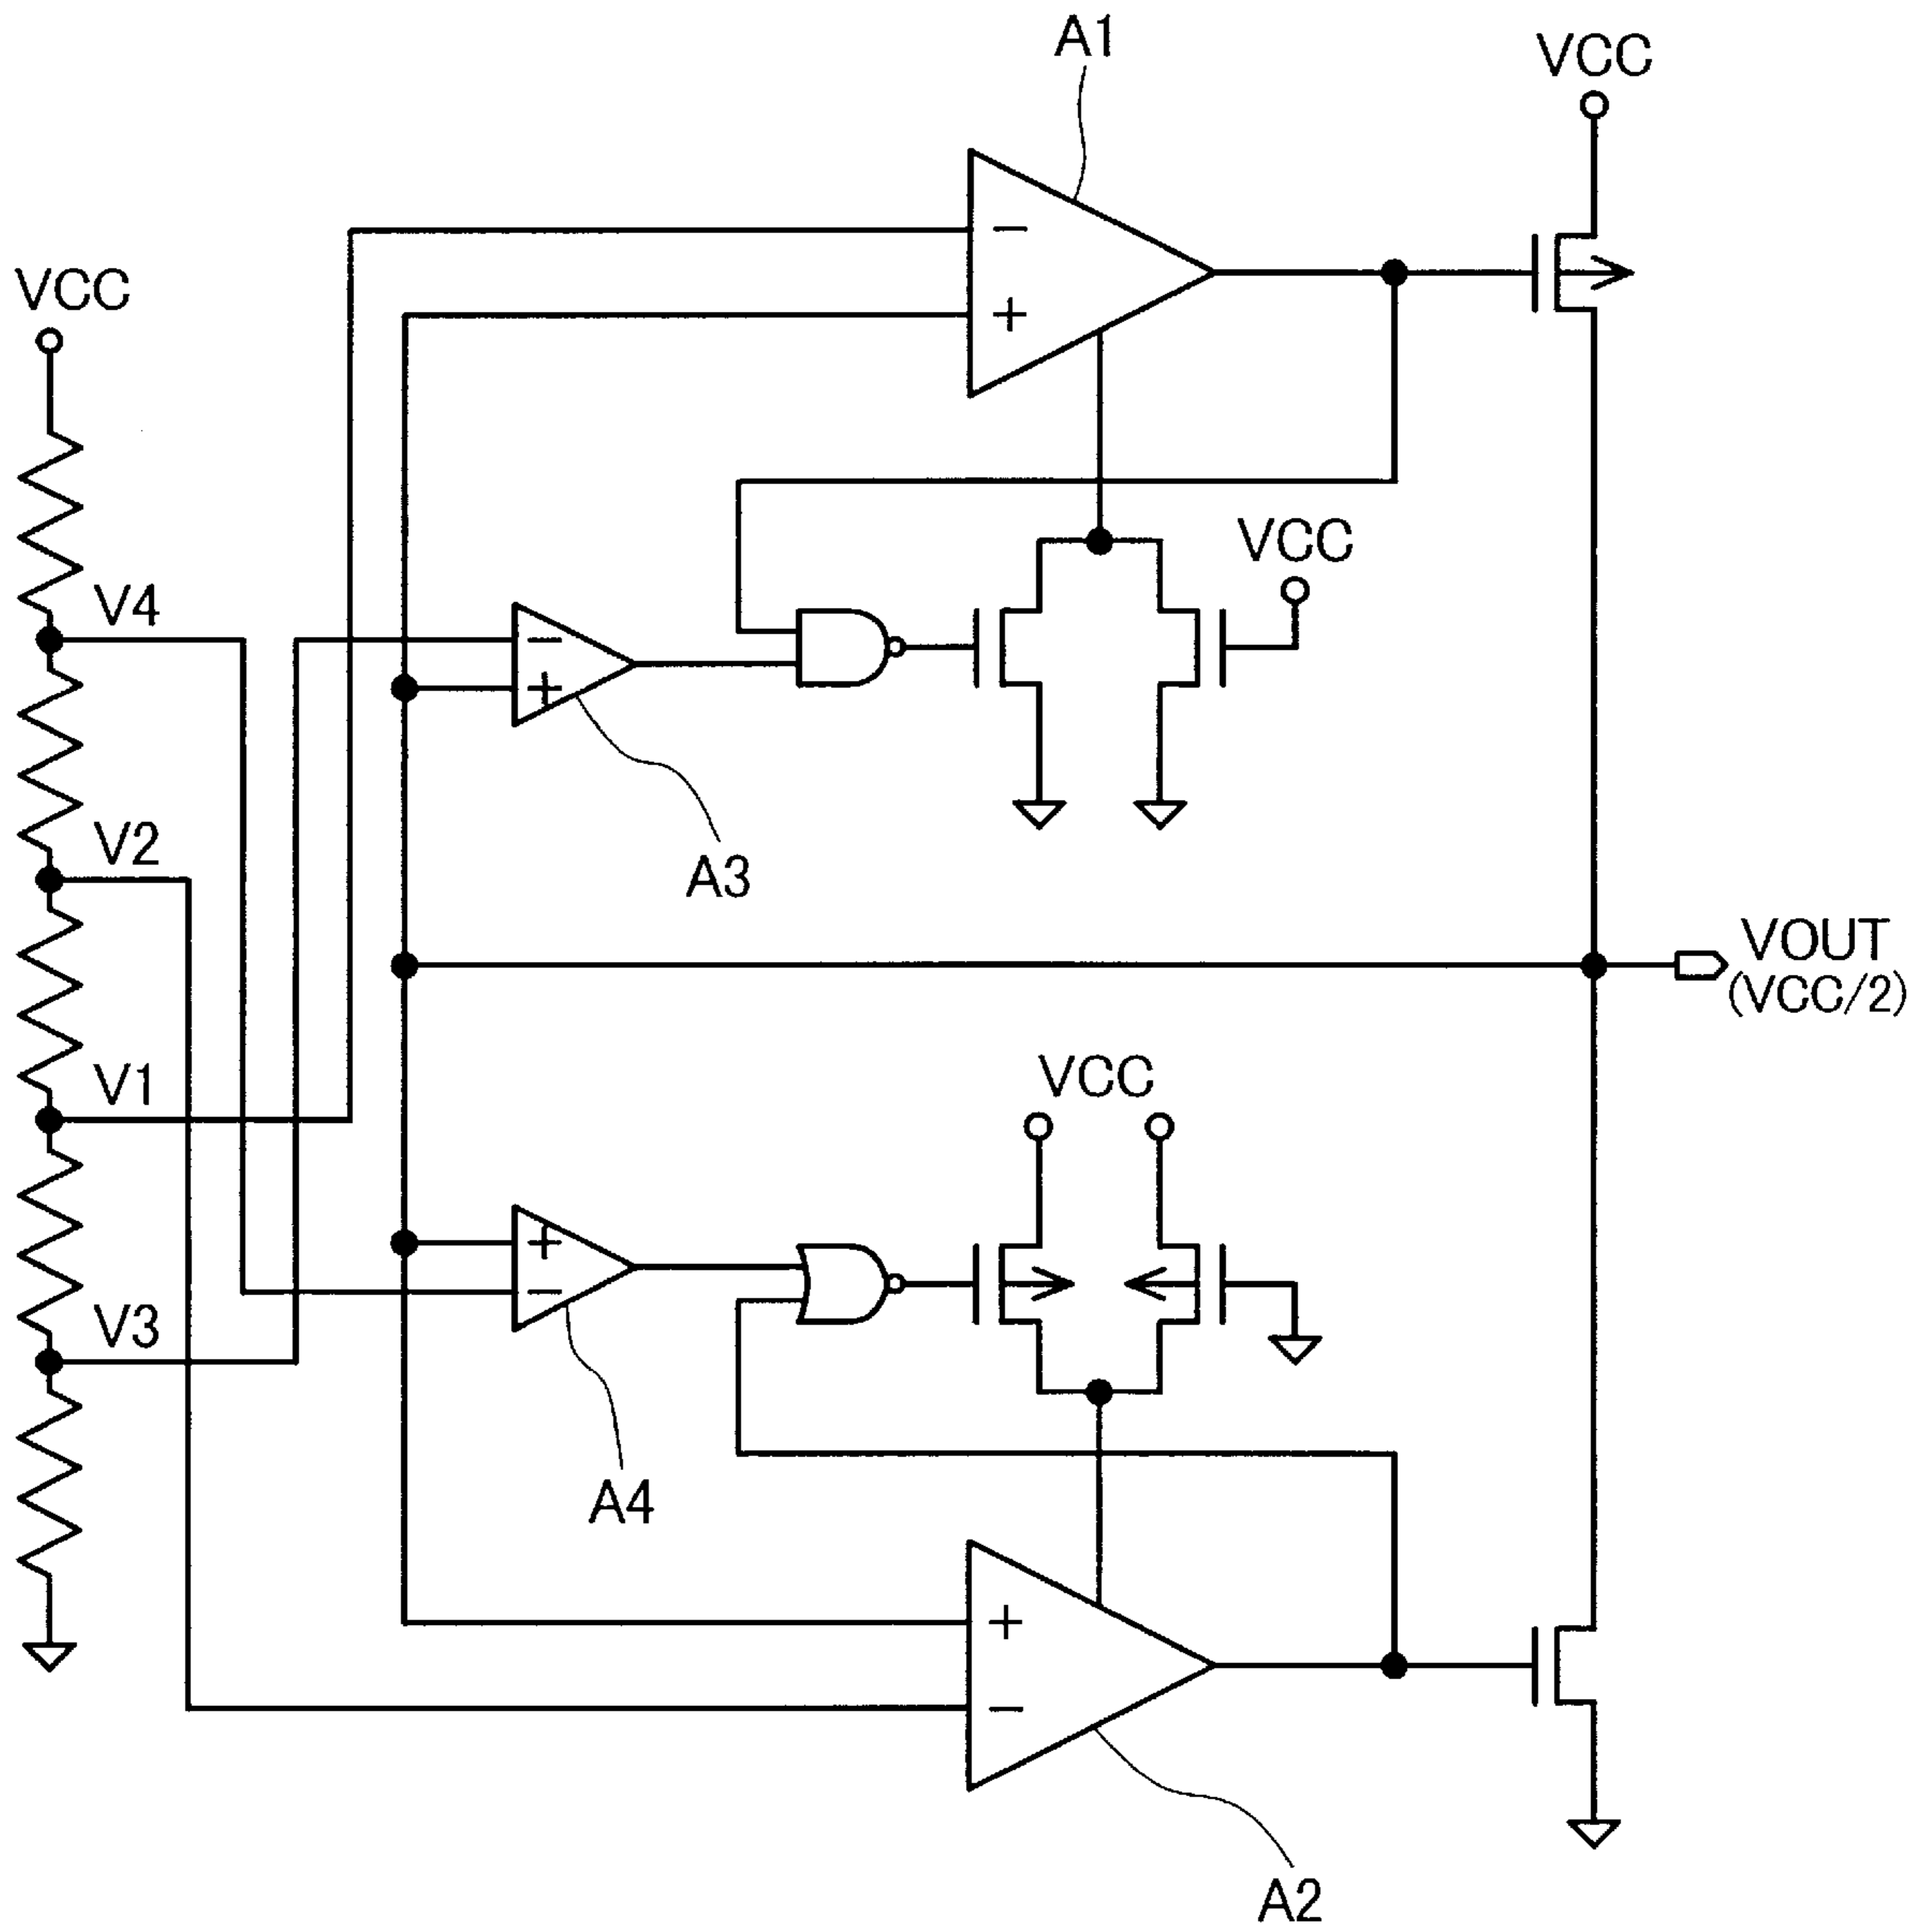 A1
VCC
VCC
−
+
V4
VCC
−
+
V2
A3
VOUT
(VCC/2)
V1
VCC
+
−
V3
A4
+
−
A2